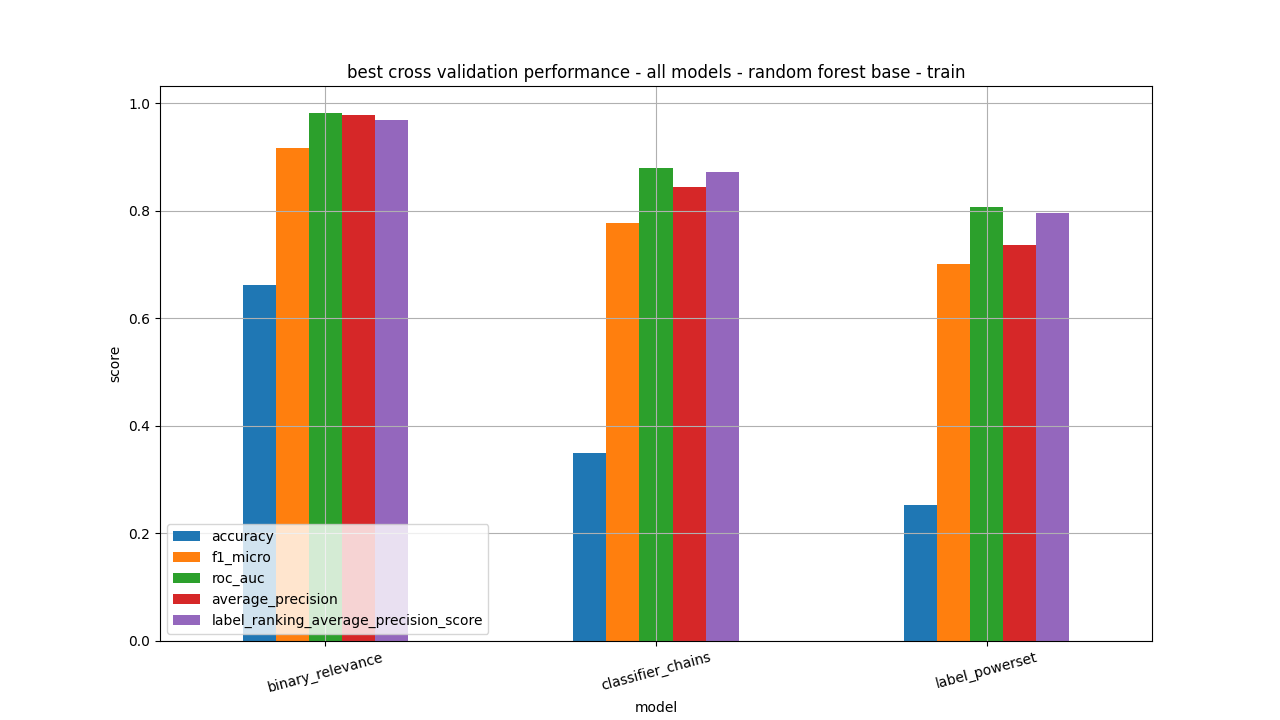 best cross validation performance - all models - random forest base - train
1.0
0.8
0.6
0.4
0.2
0.0
score
accuracy
f1_micro
roc_auc
average_precision
label_ranking_average_precision_score
binary_relevance
classifier_chains
label_powerset
model